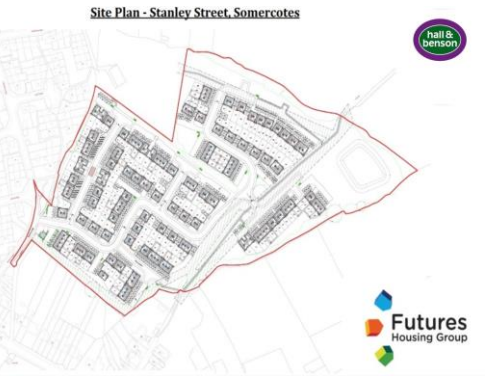 Site Plan - Stanley Street, Somercotes
hall &
benson
Futures
Housing Group